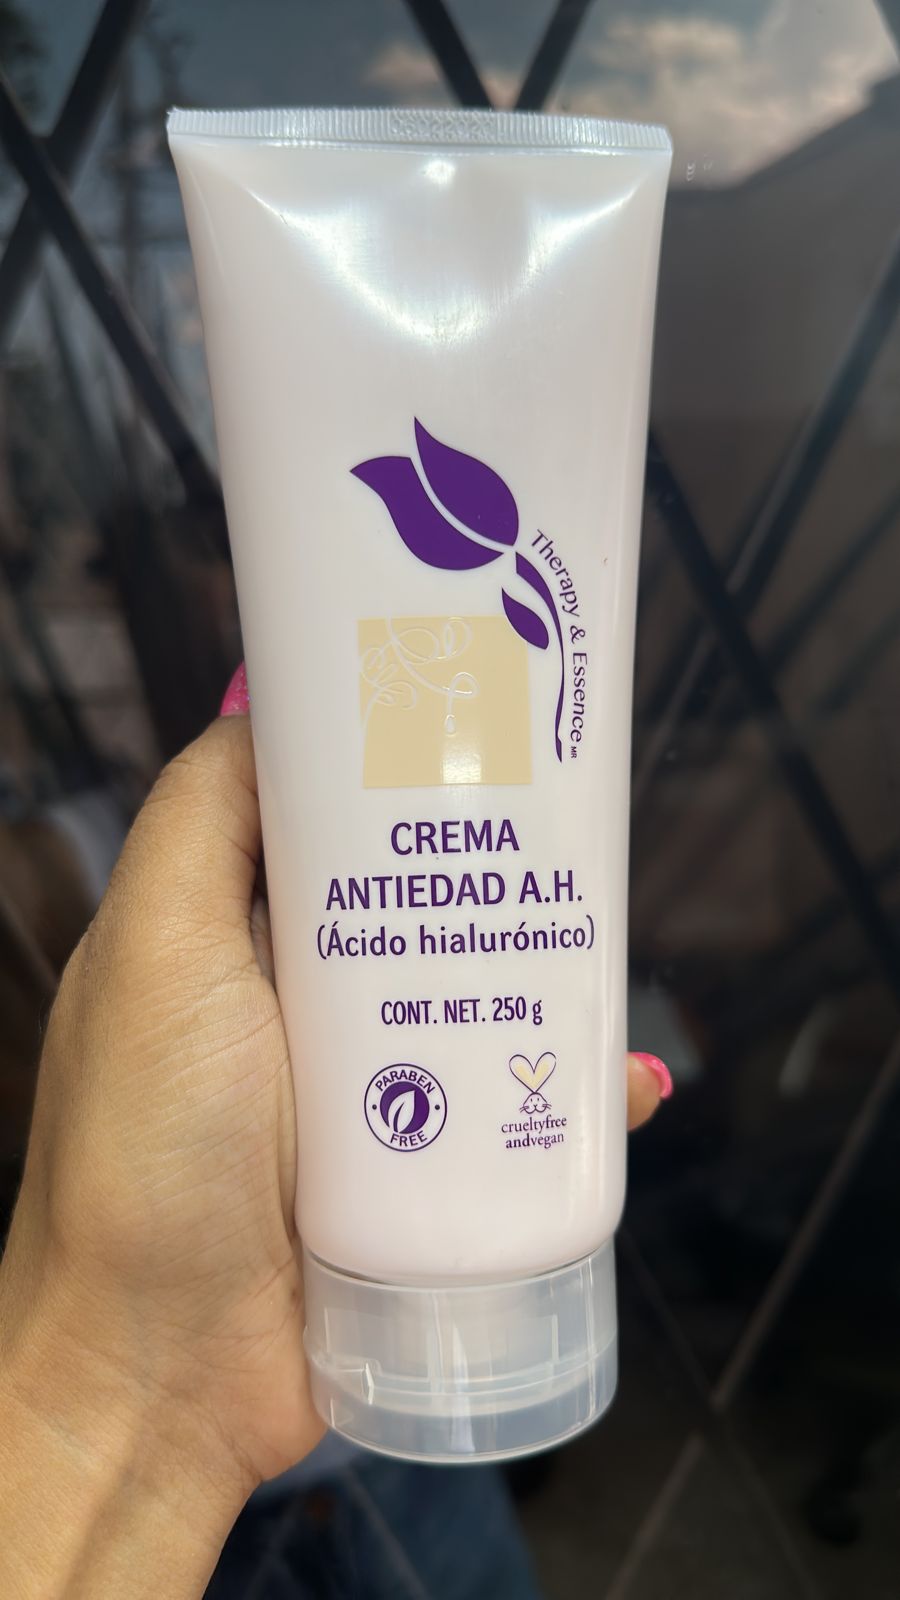 Therapy & Essence MR
CREMA
ANTIEDAD A.H.
(Ácido hialurónico)
CONT. NET. 250 g
PARABEN
FREE
crueltyfree
andvegan